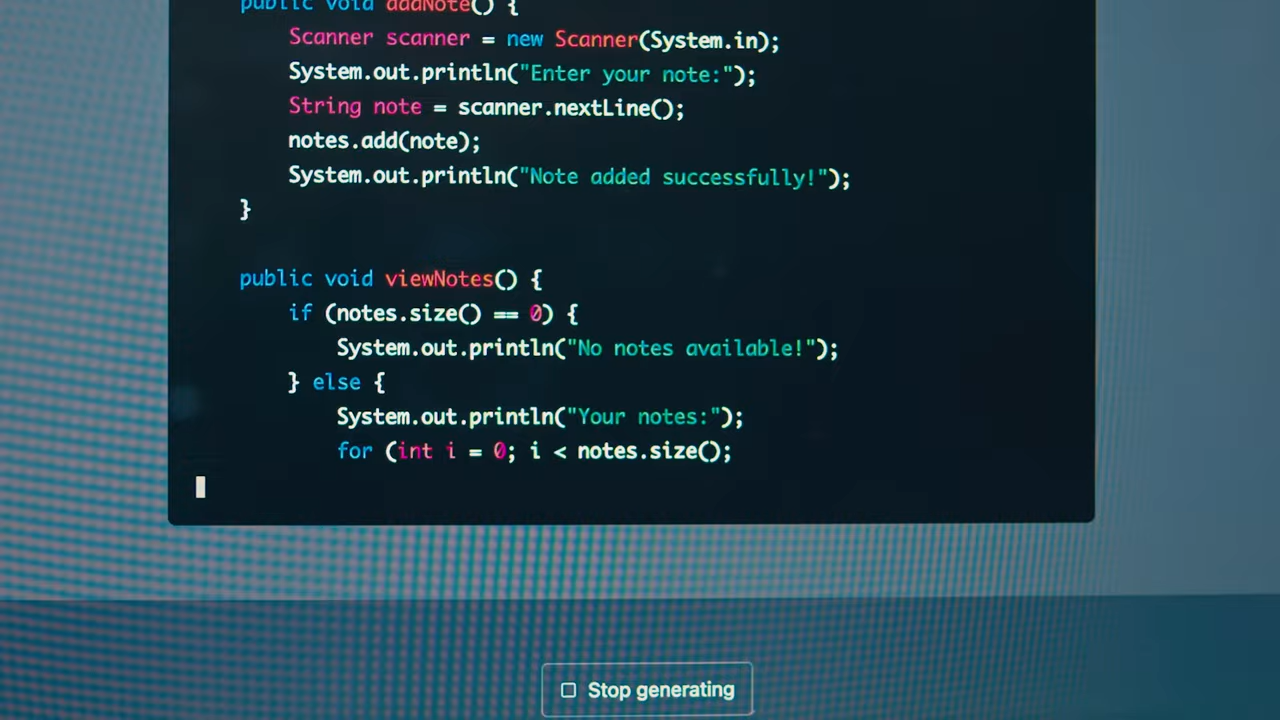 public void addNote() {
Scanner scanner = new Scanner(System.in);
System.out.println("Enter your note:");
String note = scanner.nextLine();
notes.add(note);
System.out.println("Note added successfully!");
}
public void viewNotes() {
if (notes.size() == 0) {
System.out.println("No notes available!");
} else {
System.out.println("Your notes:");
for (int i = 0; i < notes.size();
Stop generating